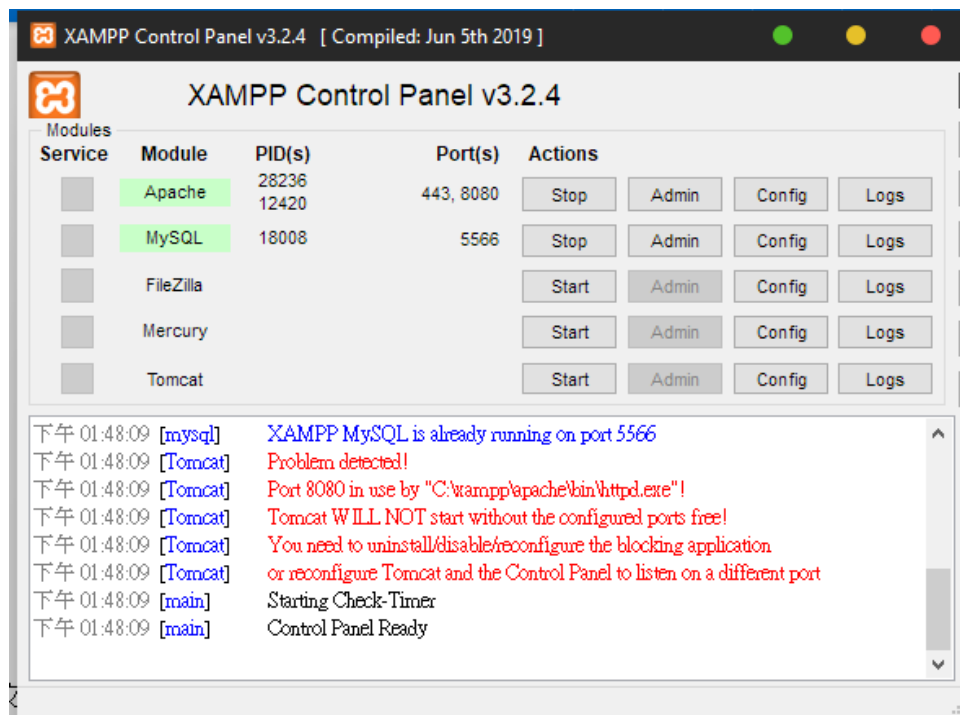 XAMPP Control Panel v3.2.4 [ Compiled: Jun 5th 2019 ]
XAMPP Control Panel v3.2.4
Modules
Service Module PID(s) Port(s) Actions
Apache 28236 12420 443, 8080 Stop Admin Config Logs
MySQL 18008 5566 Stop Admin Config Logs
FileZilla Start Admin Config Logs
Mercury Start Admin Config Logs
Tomcat Start Admin Config Logs
下午 01:48:09 [mysql] XAMPP MySQL is already running on port 5566
下午 01:48:09 [Tomcat] Problem detected!
下午 01:48:09 [Tomcat] Port 8080 in use by "C:\xampp\apache\bin\httpd.exe"!
下午 01:48:09 [Tomcat] Tomcat WILL NOT start without the configured ports free!
下午 01:48:09 [Tomcat] You need to uninstall/disable/reconfigure the blocking application
下午 01:48:09 [Tomcat] or reconfigure Tomcat and the Control Panel to listen on a different port
下午 01:48:09 [main] Starting Check-Timer
下午 01:48:09 [main] Control Panel Ready